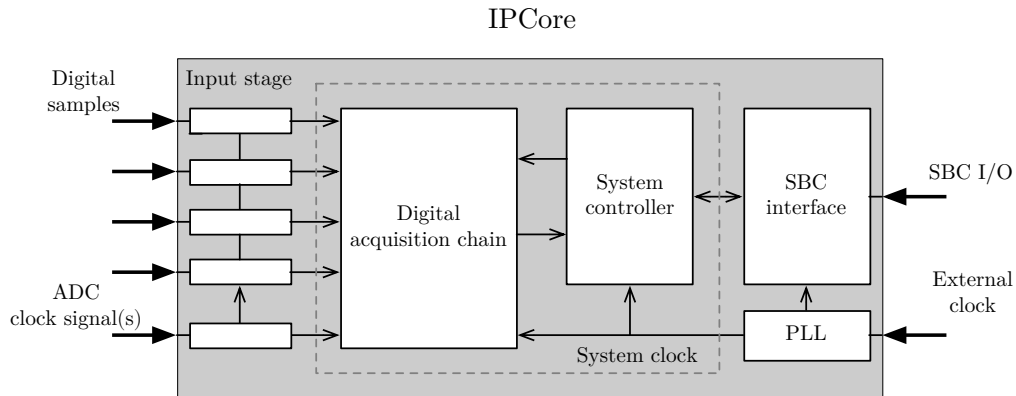 IPCore
Digital
samples
Input stage
Digital
acquisition chain
System
controller
SBC
interface
SBC I/O
ADC
clock signal(s)
External
clock
PLL
System clock